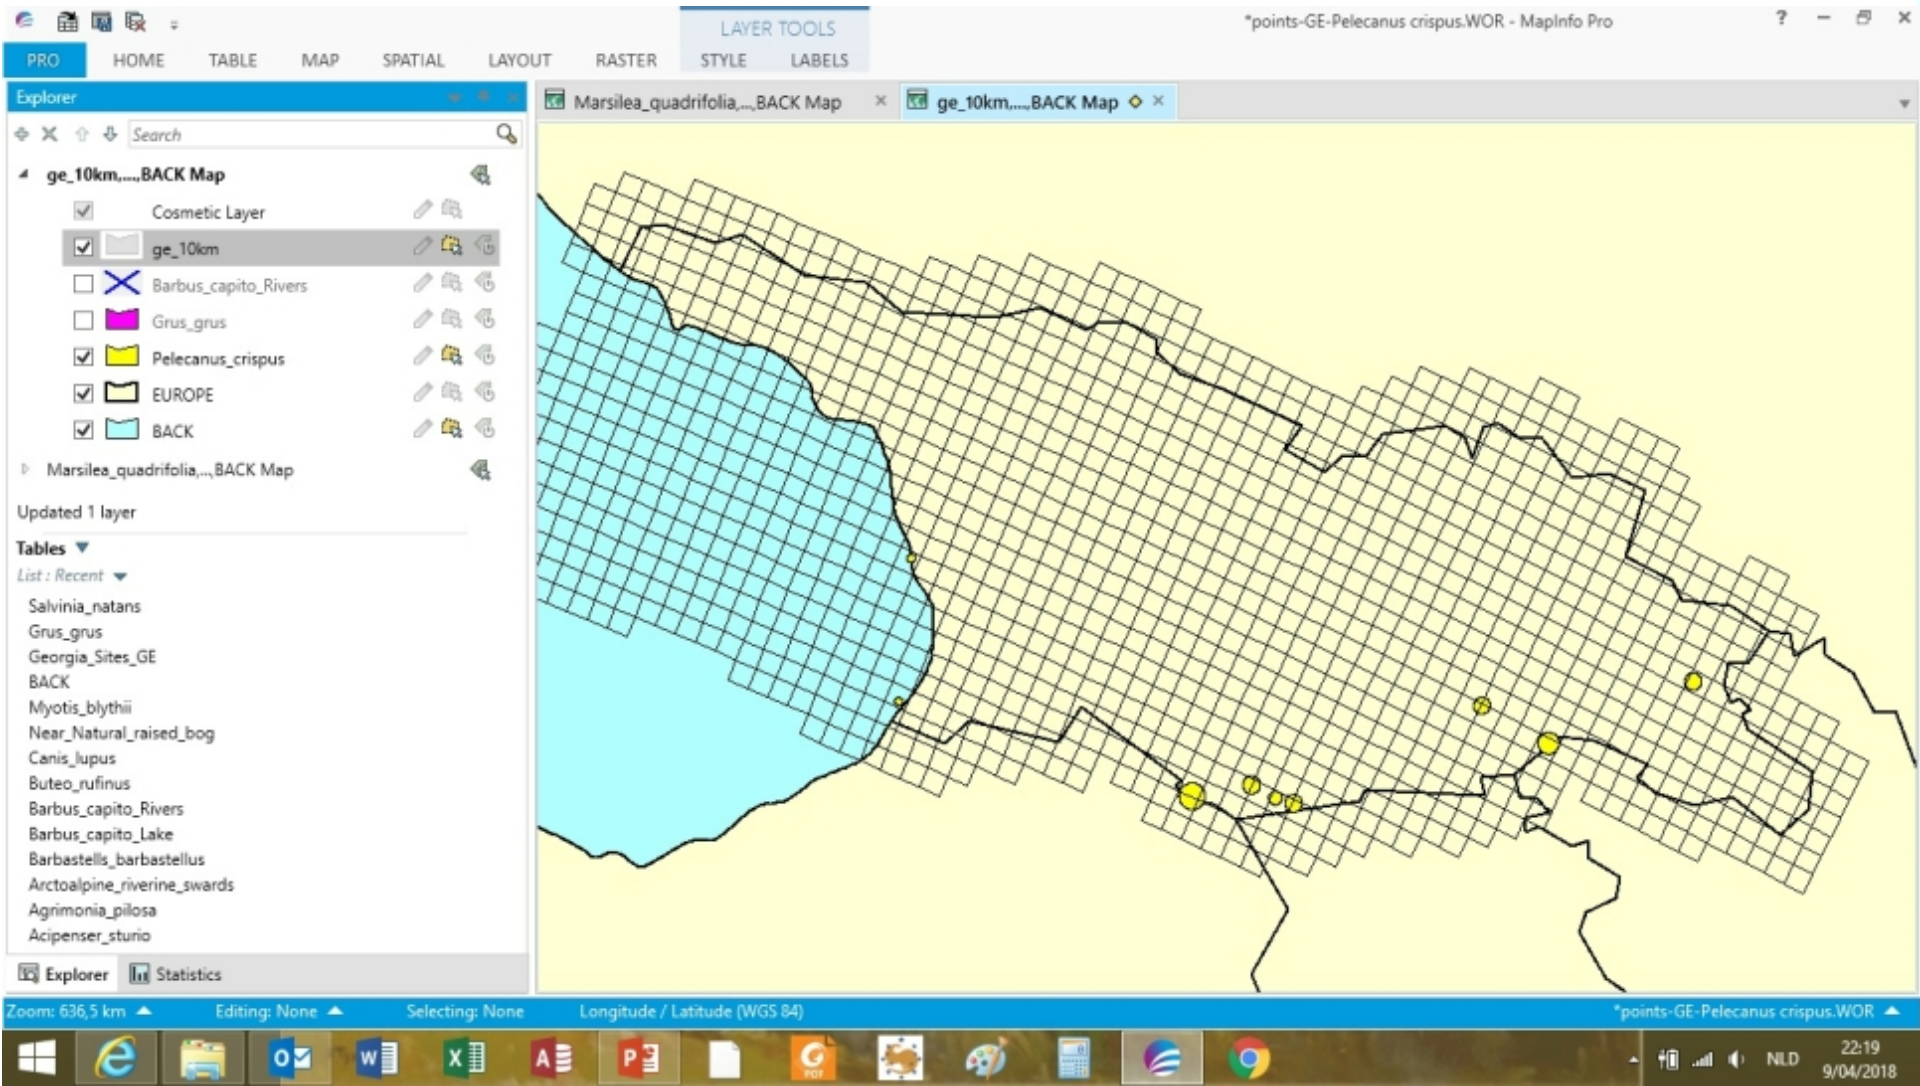 *points-GE-Pelecanus crispus.WOR - MapInfo Pro
LAYER TOOLS
PRO HOME TABLE MAP SPATIAL LAYOUT RASTER STYLE LABELS
Explorer
Search
ge_10km,...,BACK Map
Cosmetic Layer
ge_10km
Barbus_capito_Rivers
Grus_grus
Pelecanus_crispus
EUROPE
BACK
Marsilea_quadrifolia,...,BACK Map
Updated 1 layer
Tables
List : Recent
Salvinia_natans
Grus_grus
Georgia_Sites_GE
BACK
Myotis_blythii
Near_Natural_raised_bog
Canis_lupus
Buteo_rufinus
Barbus_capito_Rivers
Barbus_capito_Lake
Barbastells_barbastellus
Arctoalpine_riverine_swards
Agrimonia_pilosa
Acipenser_sturio
Explorer Statistics
Marsilea_quadrifolia,...,BACK Map
ge_10km,...,BACK Map
Zoom: 636,5 km Editing: None Selecting: None Longitude / Latitude (WGS 84) *points-GE-Pelecanus crispus.WOR
NLD
22:19
9/04/2018